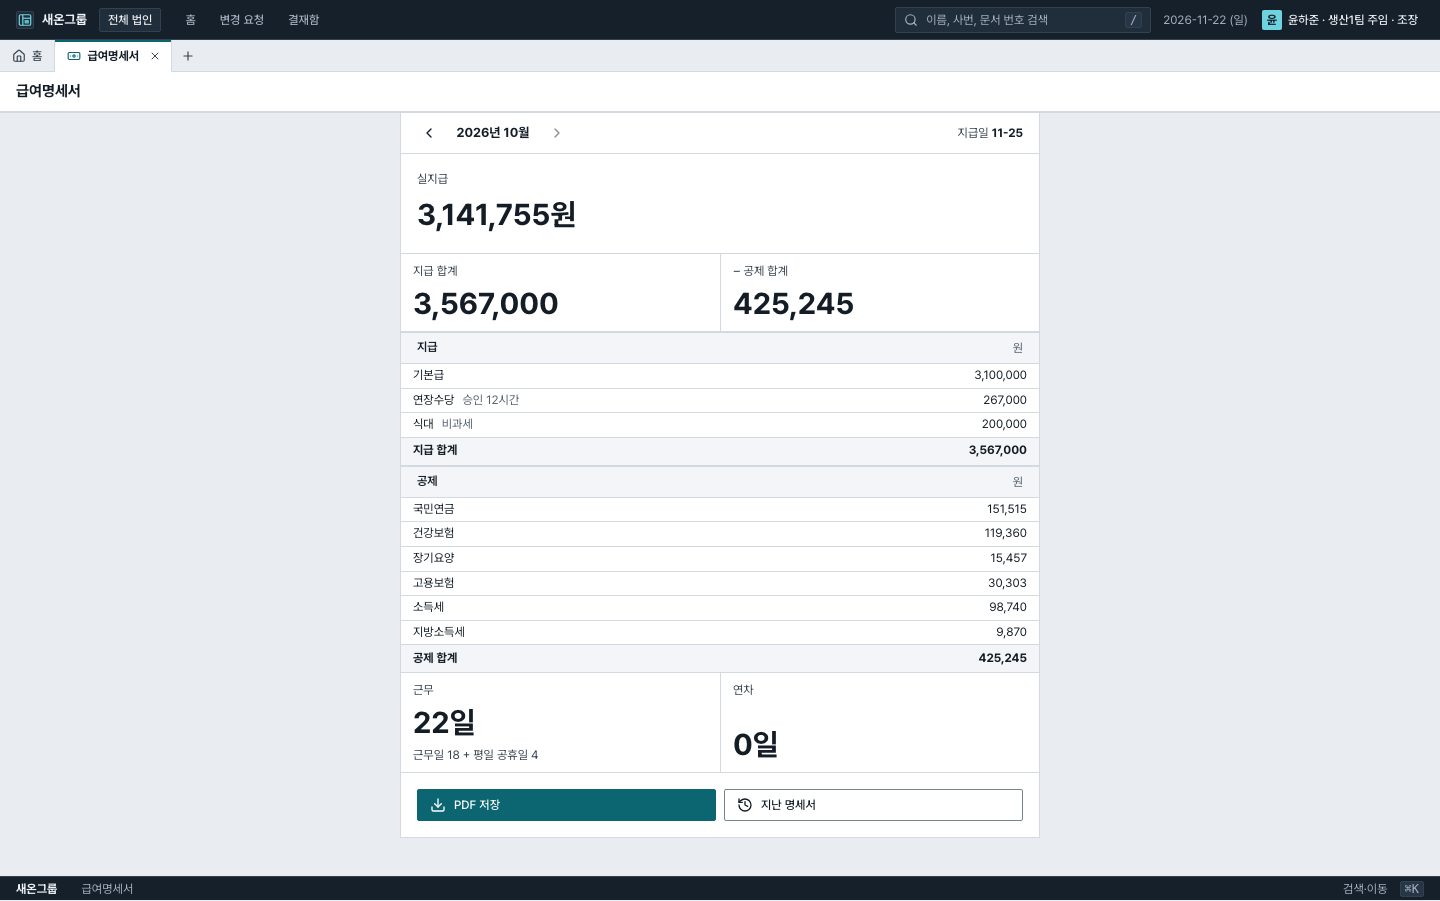 새온그룹 전체 법인 홈 변경 요청 결재함 이름, 사번, 문서 번호 검색 / 2026-11-22 (일) 윤 윤하준 · 생산1팀 주임 · 조장
홈 급여명세서
급여명세서
2026년 10월 지급일 11-25
실지급
3,141,755원
지급 합계 – 공제 합계
3,567,000 425,245
지급 원
기본급 3,100,000
연장수당 승인 12시간 267,000
식대 비과세 200,000
지급 합계 3,567,000
공제 원
국민연금 151,515
건강보험 119,360
장기요양 15,457
고용보험 30,303
소득세 98,740
지방소득세 9,870
공제 합계 425,245
근무 연차
22일 0일
근무일 18 + 평일 공휴일 4
PDF 저장 지난 명세서
새온그룹 급여명세서 검색·이동 ⌘K